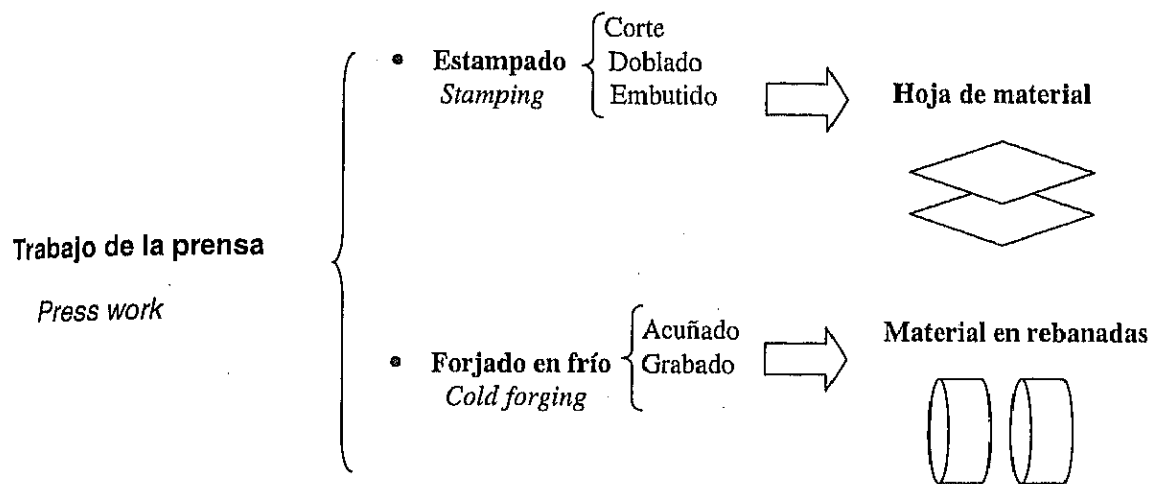 Trabajo de la prensa
Press work
• Estampado
Stamping
Corte
Doblado
Embutido
Hoja de material
• Forjado en frío
Cold forging
Acuñado
Grabado
Material en rebanadas